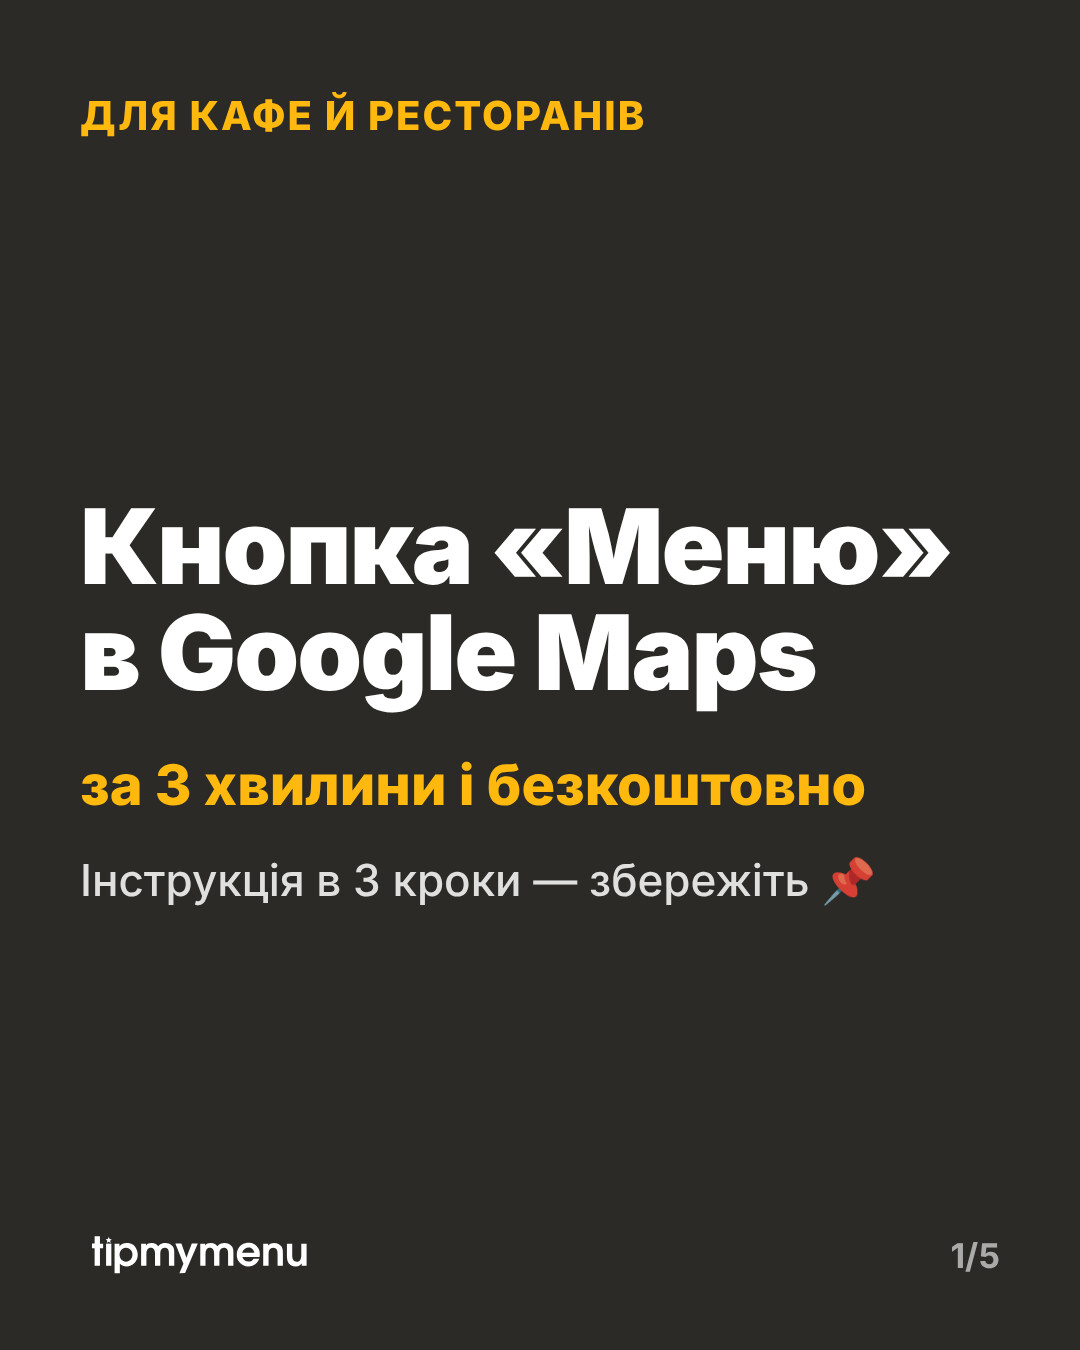 ДЛЯ КАФЕ Й РЕСТОРАНІВ
Кнопка «Меню»
в Google Maps
за 3 хвилини і безкоштовно
Інструкція в 3 кроки — збережіть 📌
tipmymenu
1/5